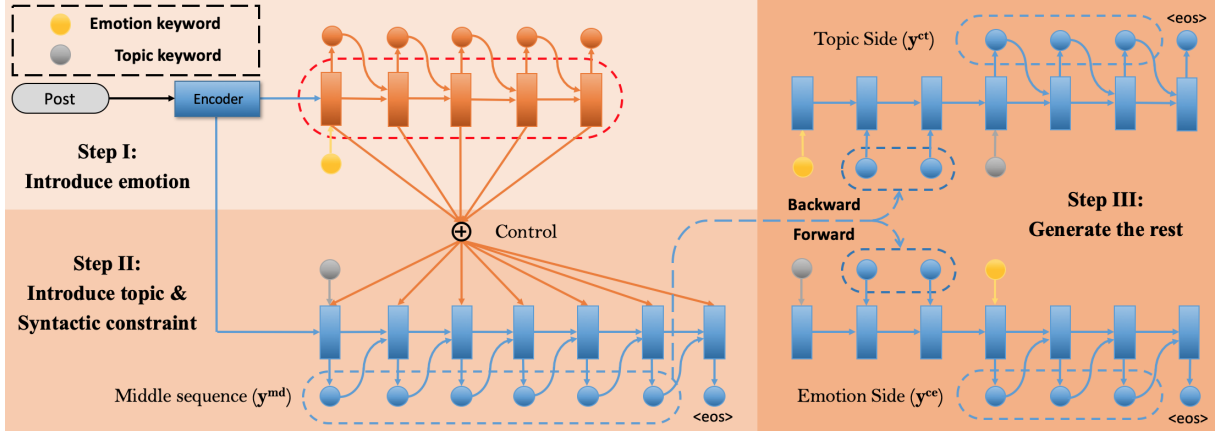 Emotion keyword
Topic keyword
Post
Encoder
Step I:
Introduce emotion
Control
Step II:
Introduce topic &
Syntactic constraint
Middle sequence (y^md)
<eos>
Topic Side (y^ct)
<eos>
Backward
Forward
Step III:
Generate the rest
Emotion Side (y^ce)
<eos>